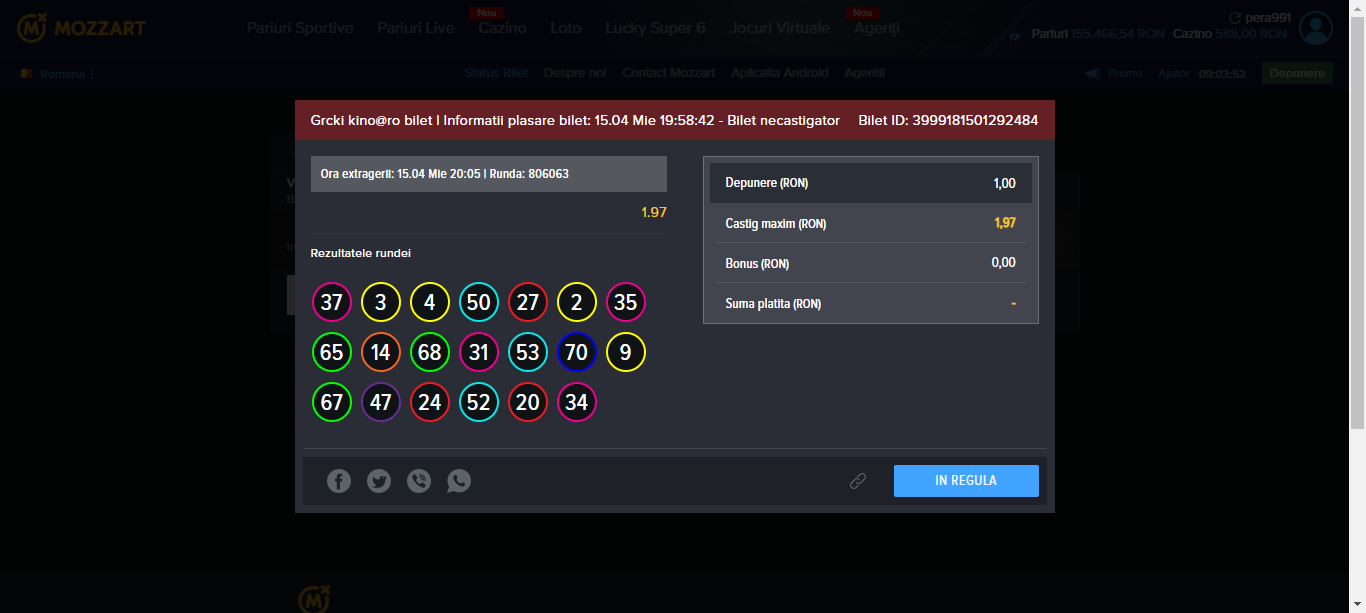 MOZZART
Pariuri Sportive
Pariuri Live
Nou
Cazino
Loto
Lucky Super 6
Jocuri Virtuale
Nou
Agenți
pera991
Pariuri 155.466,54 RON Cazino 588,00 RON
Romana
Status Bilet
Despre noi
Contact Mozzart
Aplicatia Android
Agentii
Promo
Ajutor
09:03:52
Depunere
Grcki kino@ro bilet | Informatii plasare bilet: 15.04 Mie 19:58:42 - Bilet necastigator
Bilet ID: 3999181501292484
Ora extragerii: 15.04 Mie 20:05 | Runda: 806063
1.97
Rezultatele rundei
37 3 4 50 27 2 35
65 14 68 31 53 70 9
67 47 24 52 20 34
Depunere (RON) 1,00
Castig maxim (RON) 1,97
Bonus (RON) 0,00
Suma platita (RON) -
IN REGULA